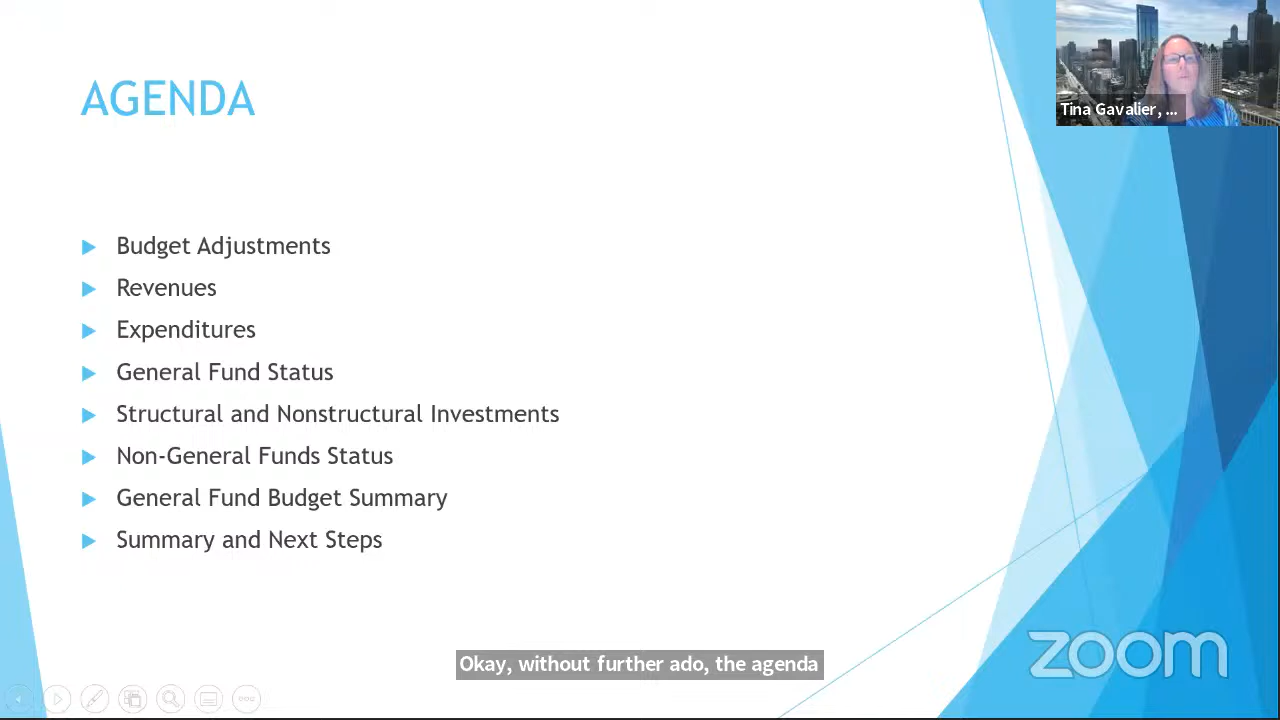 AGENDA
Tina Gavalier, ...
Budget Adjustments
Revenues
Expenditures
General Fund Status
Structural and Nonstructural Investments
Non-General Funds Status
General Fund Budget Summary
Summary and Next Steps
zoom
Okay, without further ado, the agenda